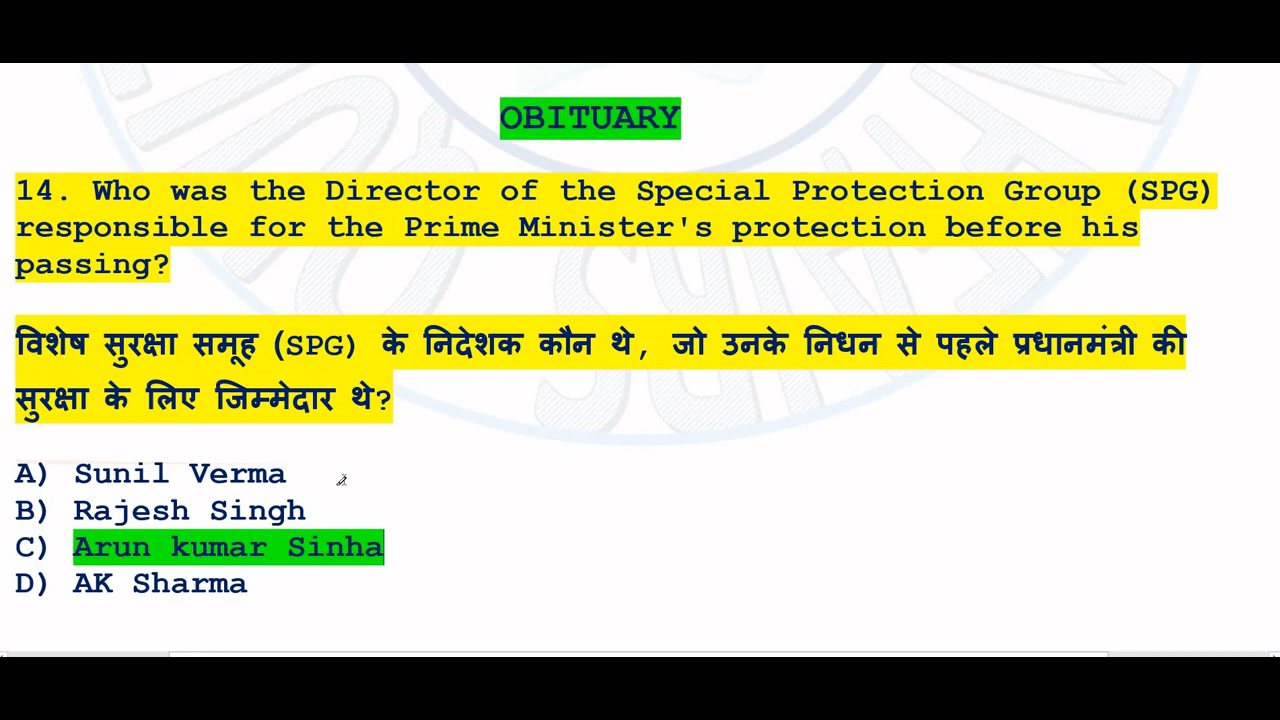 OBITUARY
14. Who was the Director of the Special Protection Group (SPG)
responsible for the Prime Minister's protection before his
passing?
विशेष सुरक्षा समूह (SPG) के निदेशक कौन थे, जो उनके निधन से पहले प्रधानमंत्री की
सुरक्षा के लिए जिम्मेदार थे?
A) Sunil Verma
B) Rajesh Singh
C) Arun kumar Sinha
D) AK Sharma